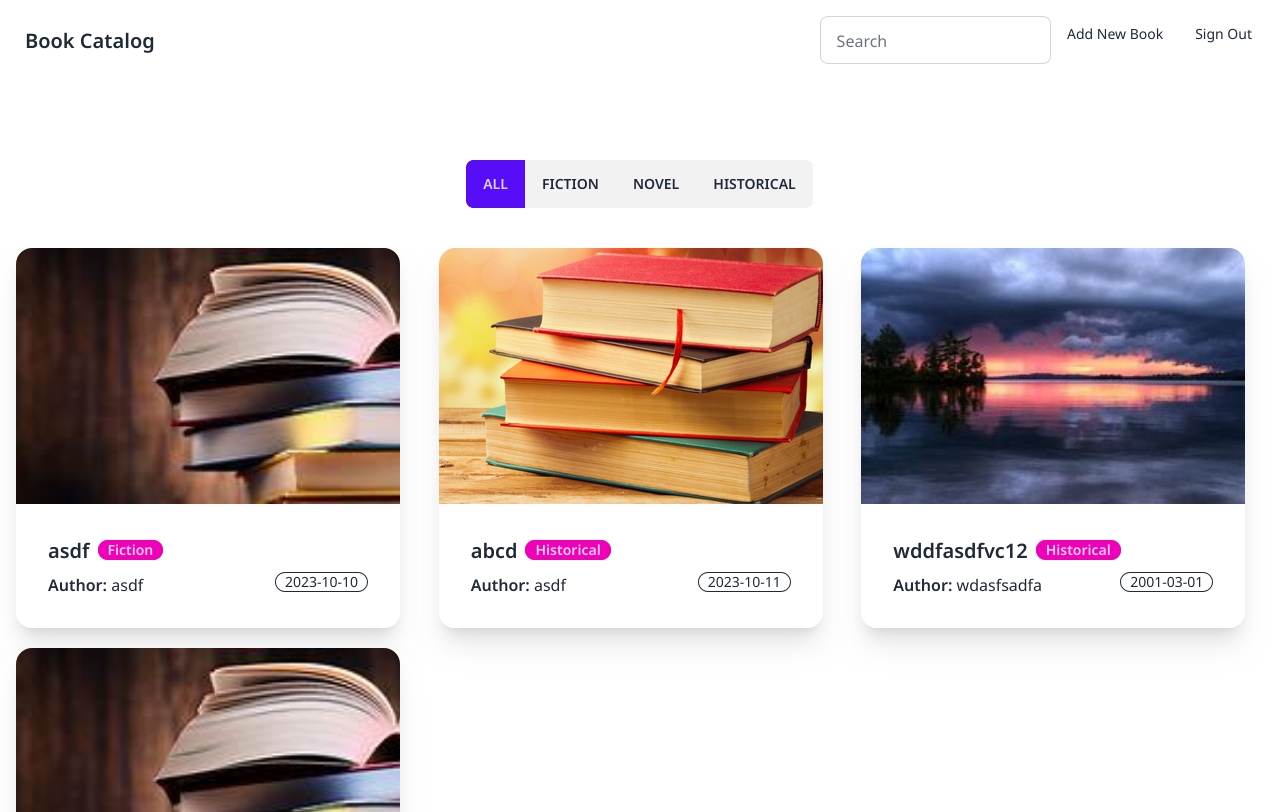 Book Catalog
Search
Add New Book
Sign Out
ALL
FICTION
NOVEL
HISTORICAL
asdf Fiction
Author: asdf
2023-10-10
abcd Historical
Author: asdf
2023-10-11
wddfasdfvc12 Historical
Author: wdasfsadfa
2001-03-01